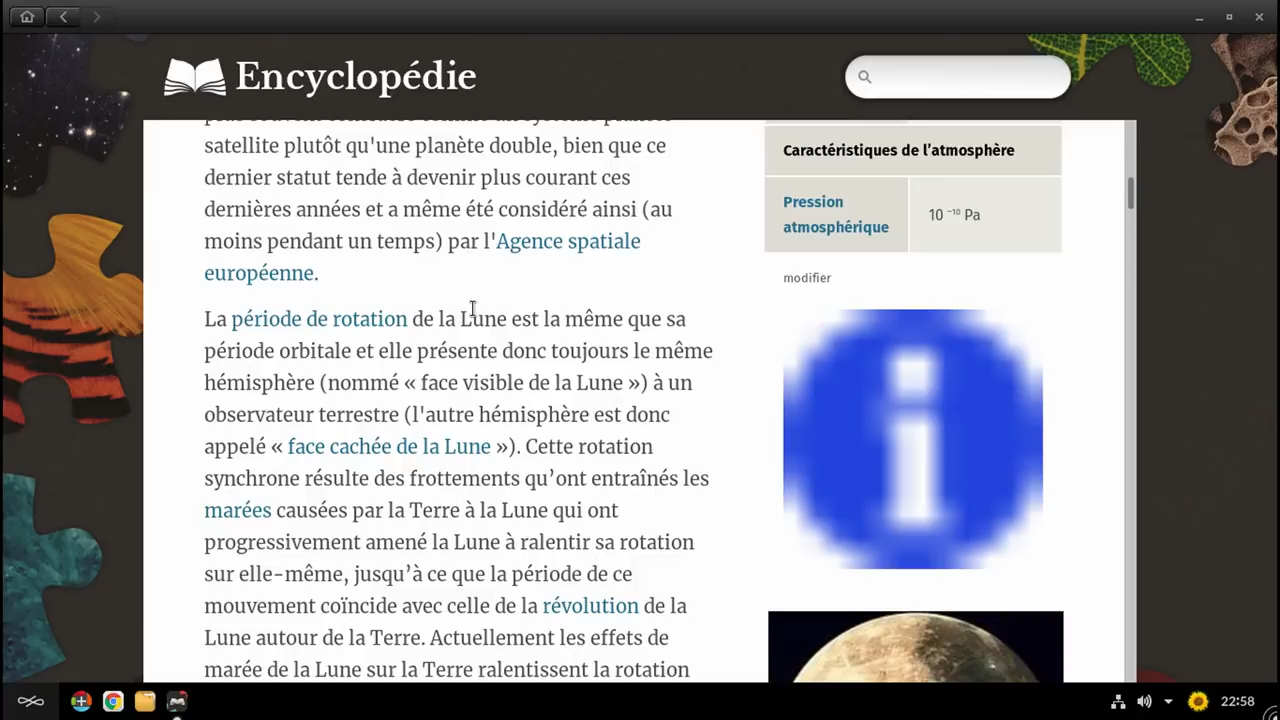 Encyclopédie
satellite plutôt qu'une planète double, bien que ce
dernier statut tende à devenir plus courant ces
dernières années et a même été considéré ainsi (au
moins pendant un temps) par l'Agence spatiale
européenne.
La période de rotation de la Lune est la même que sa
période orbitale et elle présente donc toujours le même
hémisphère (nommé « face visible de la Lune ») à un
observateur terrestre (l'autre hémisphère est donc
appelé « face cachée de la Lune »). Cette rotation
synchrone résulte des frottements qu’ont entraînés les
marées causées par la Terre à la Lune qui ont
progressivement amené la Lune à ralentir sa rotation
sur elle-même, jusqu’à ce que la période de ce
mouvement coïncide avec celle de la révolution de la
Lune autour de la Terre. Actuellement les effets de
marée de la Lune sur la Terre ralentissent la rotation
Caractéristiques de l’atmosphère
Pression
atmosphérique
10 ⁻¹⁰ Pa
modifier
i
22:58